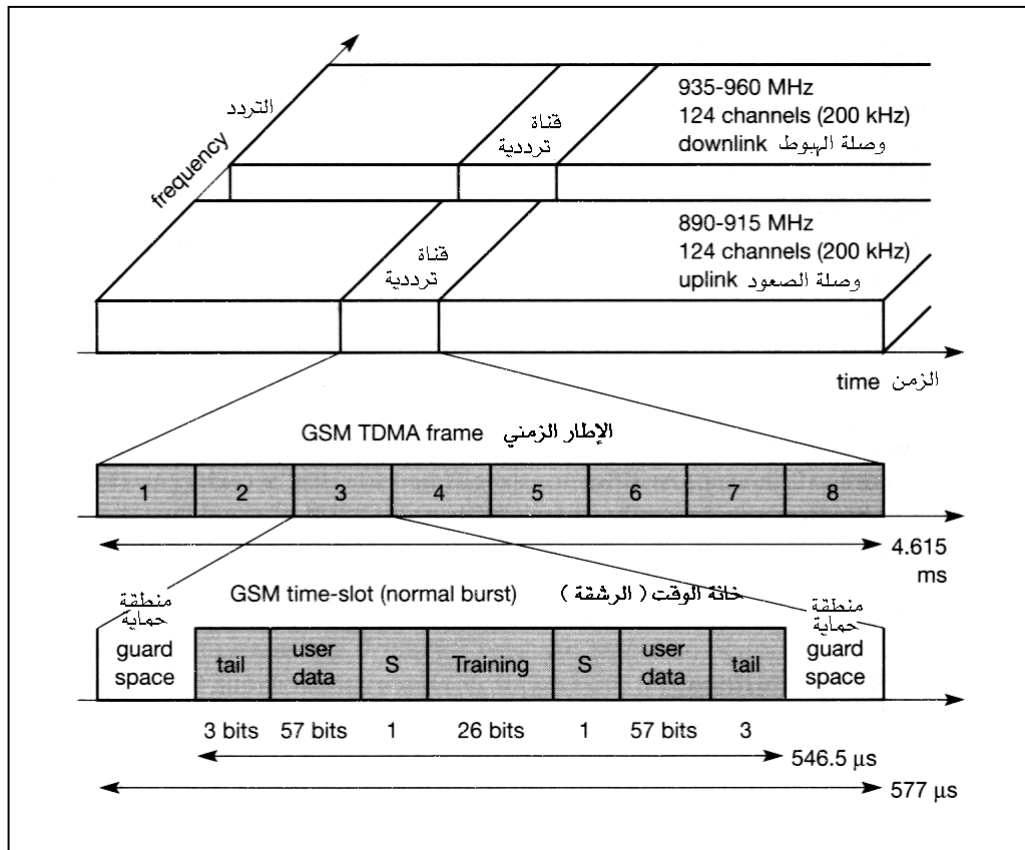 935-960 MHz
124 channels (200 kHz)
downlink وصلة الهبوط
قناة
ترددية
التردد
frequency
890-915 MHz
124 channels (200 kHz)
uplink وصلة الصعود
قناة
ترددية
time الزمن
GSM TDMA frame الإطار الزمني
1 2 3 4 5 6 7 8
4.615
ms
GSM time-slot (normal burst) خانة الوقت ( الرشقة )
منطقة
حماية
guard
space
tail
user
data
S
Training
S
user
data
tail
منطقة
حماية
guard
space
3 bits 57 bits 1 26 bits 1 57 bits 3
546.5 µs
577 µs